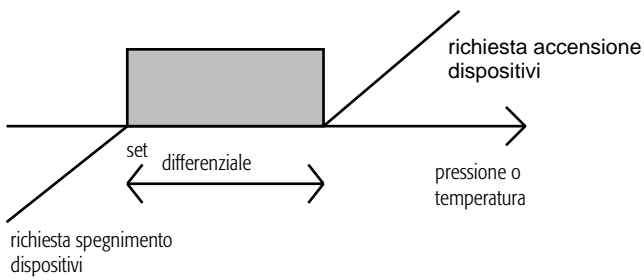 richiesta accensione
dispositivi
set
differenziale
pressione o
temperatura
richiesta spegnimento
dispositivi